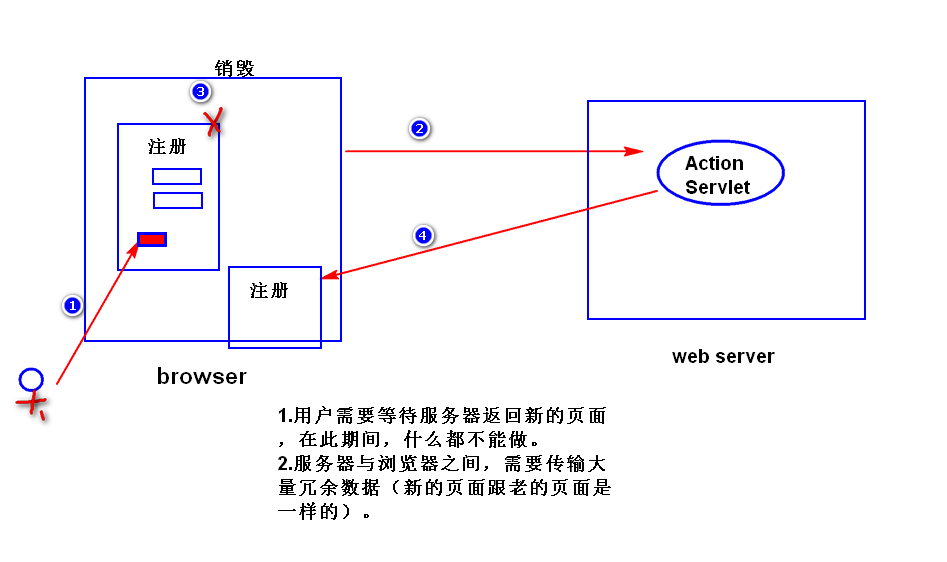 销毁
3
注册
2
Action
Servlet
4
注册
1
web server
browser
1.用户需要等待服务器返回新的页面
，在此期间，什么都不能做。
2.服务器与浏览器之间，需要传输大
量冗余数据（新的页面跟老的页面是
一样的）。